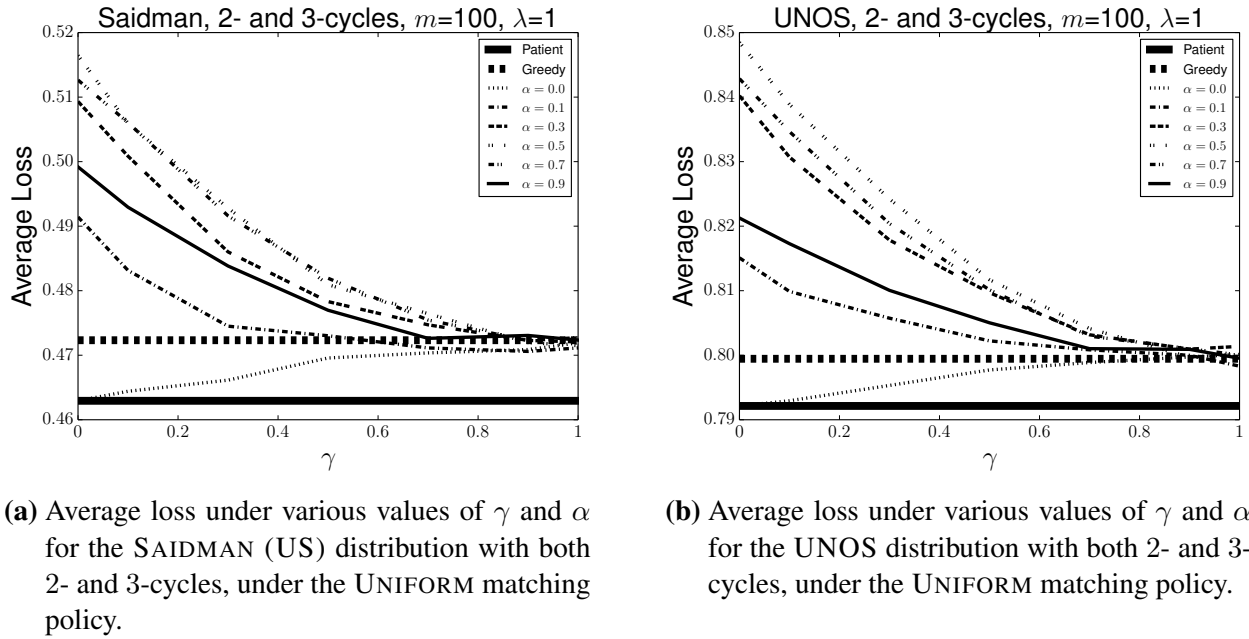 Saidman, 2- and 3-cycles, m=100, λ=1
0.52
0.51
0.50
0.49
0.48
0.47
0.46
Average Loss
0
0.2
0.4
0.6
0.8
1
γ
Patient
Greedy
α = 0.0
α = 0.1
α = 0.3
α = 0.5
α = 0.7
α = 0.9
UNOS, 2- and 3-cycles, m=100, λ=1
0.85
0.84
0.83
0.82
0.81
0.80
0.79
Average Loss
0
0.2
0.4
0.6
0.8
1
γ
Patient
Greedy
α = 0.0
α = 0.1
α = 0.3
α = 0.5
α = 0.7
α = 0.9
(a) Average loss under various values of γ and α
for the SAIDMAN (US) distribution with both
2- and 3-cycles, under the UNIFORM matching
policy.
(b) Average loss under various values of γ and α
for the UNOS distribution with both 2- and 3-
cycles, under the UNIFORM matching policy.